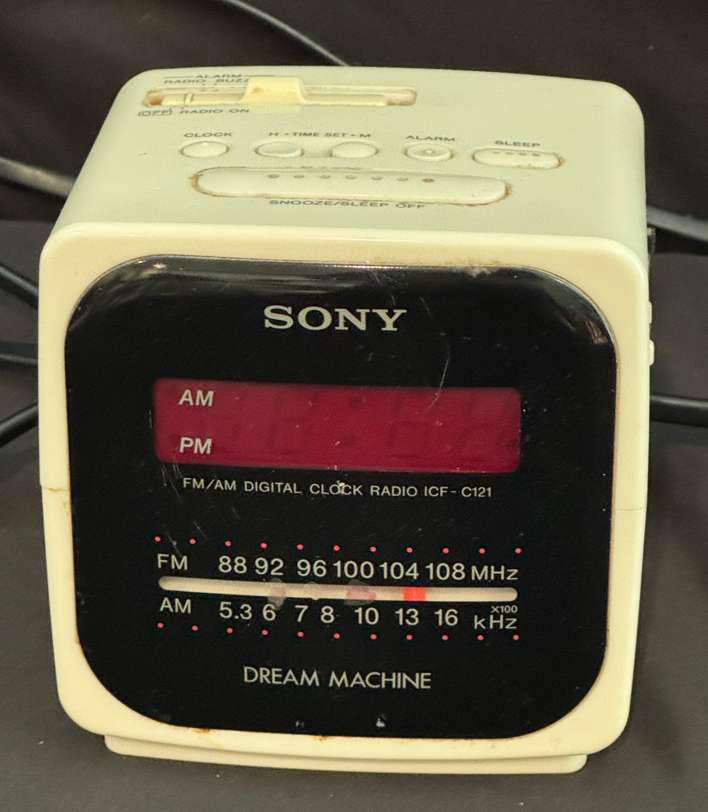 ALARM
RADIO BUZZ
OFF RADIO ON
CLOCK H • TIME SET • M ALARM SLEEP
SNOOZE/SLEEP OFF
SONY
AM
PM
FM/AM DIGITAL CLOCK RADIO ICF-C121
FM 88 92 96 100 104 108 MHz
AM 5.3 6 7 8 10 13 16 X100 kHz
DREAM MACHINE